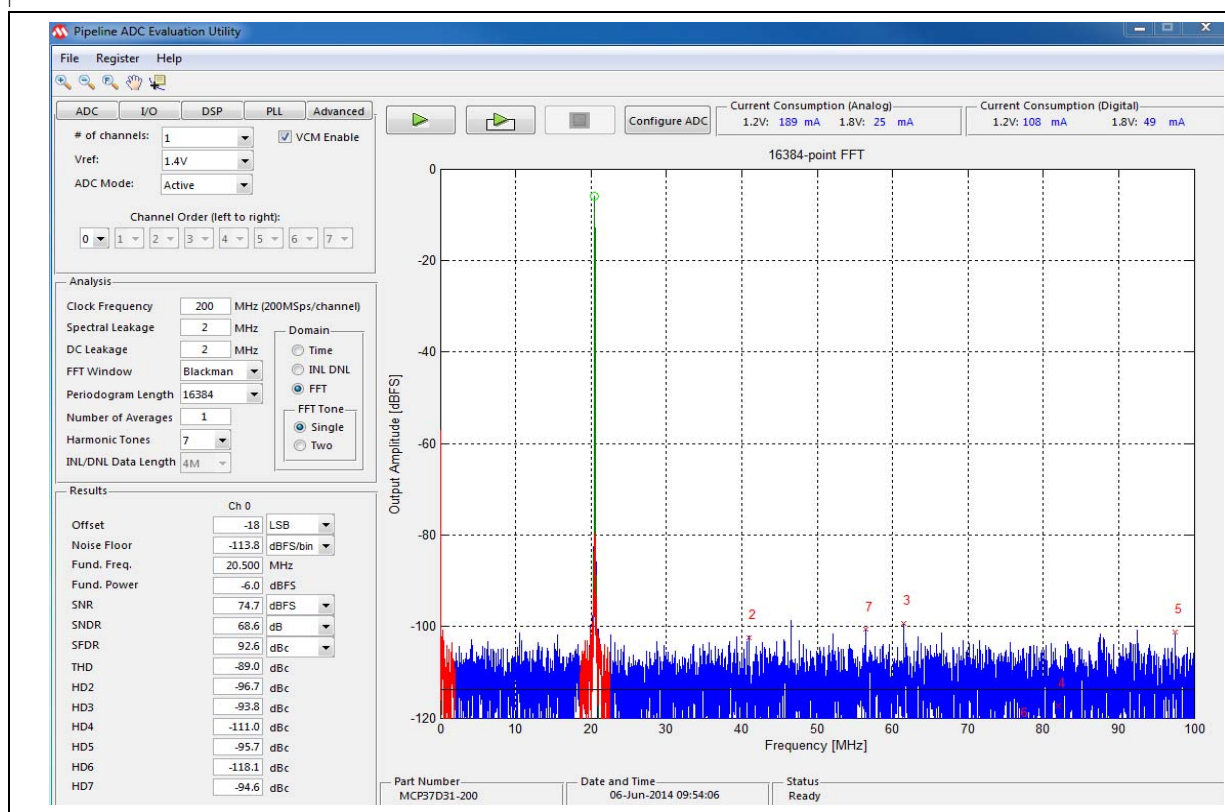 Pipeline ADC Evaluation Utility
File Register Help
ADC I/O DSP PLL Advanced
# of channels: 1 VCM Enable
Vref: 1.4V
ADC Mode: Active
Channel Order (left to right):
0 1 2 3 4 5 6 7
Configure ADC
Current Consumption (Analog)
1.2V: 189 mA 1.8V: 25 mA
Current Consumption (Digital)
1.2V: 108 mA 1.8V: 49 mA
Analysis
Clock Frequency 200 MHz (200MSps/channel)
Spectral Leakage 2 MHz
DC Leakage 2 MHz
FFT Window Blackman
Periodogram Length 16384
Number of Averages 1
Harmonic Tones 7
INL/DNL Data Length 4M
Domain
Time
INL DNL
FFT
FFT Tone
Single
Two
Results
Ch 0
Offset -18 LSB
Noise Floor -113.8 dBFS/bin
Fund. Freq. 20.500 MHz
Fund. Power -6.0 dBFS
SNR 74.7 dBFS
SNDR 68.6 dB
SFDR 92.6 dBc
THD -89.0 dBc
HD2 -96.7 dBc
HD3 -93.8 dBc
HD4 -111.0 dBc
HD5 -95.7 dBc
HD6 -118.1 dBc
HD7 -94.6 dBc
16384-point FFT
Output Amplitude [dBFS]
0
-20
-40
-60
-80
-100
-120
2
7
3
5
4
6
0 10 20 30 40 50 60 70 80 90 100
Frequency [MHz]
Part Number
MCP37D31-200
Date and Time
06-Jun-2014 09:54:06
Status
Ready